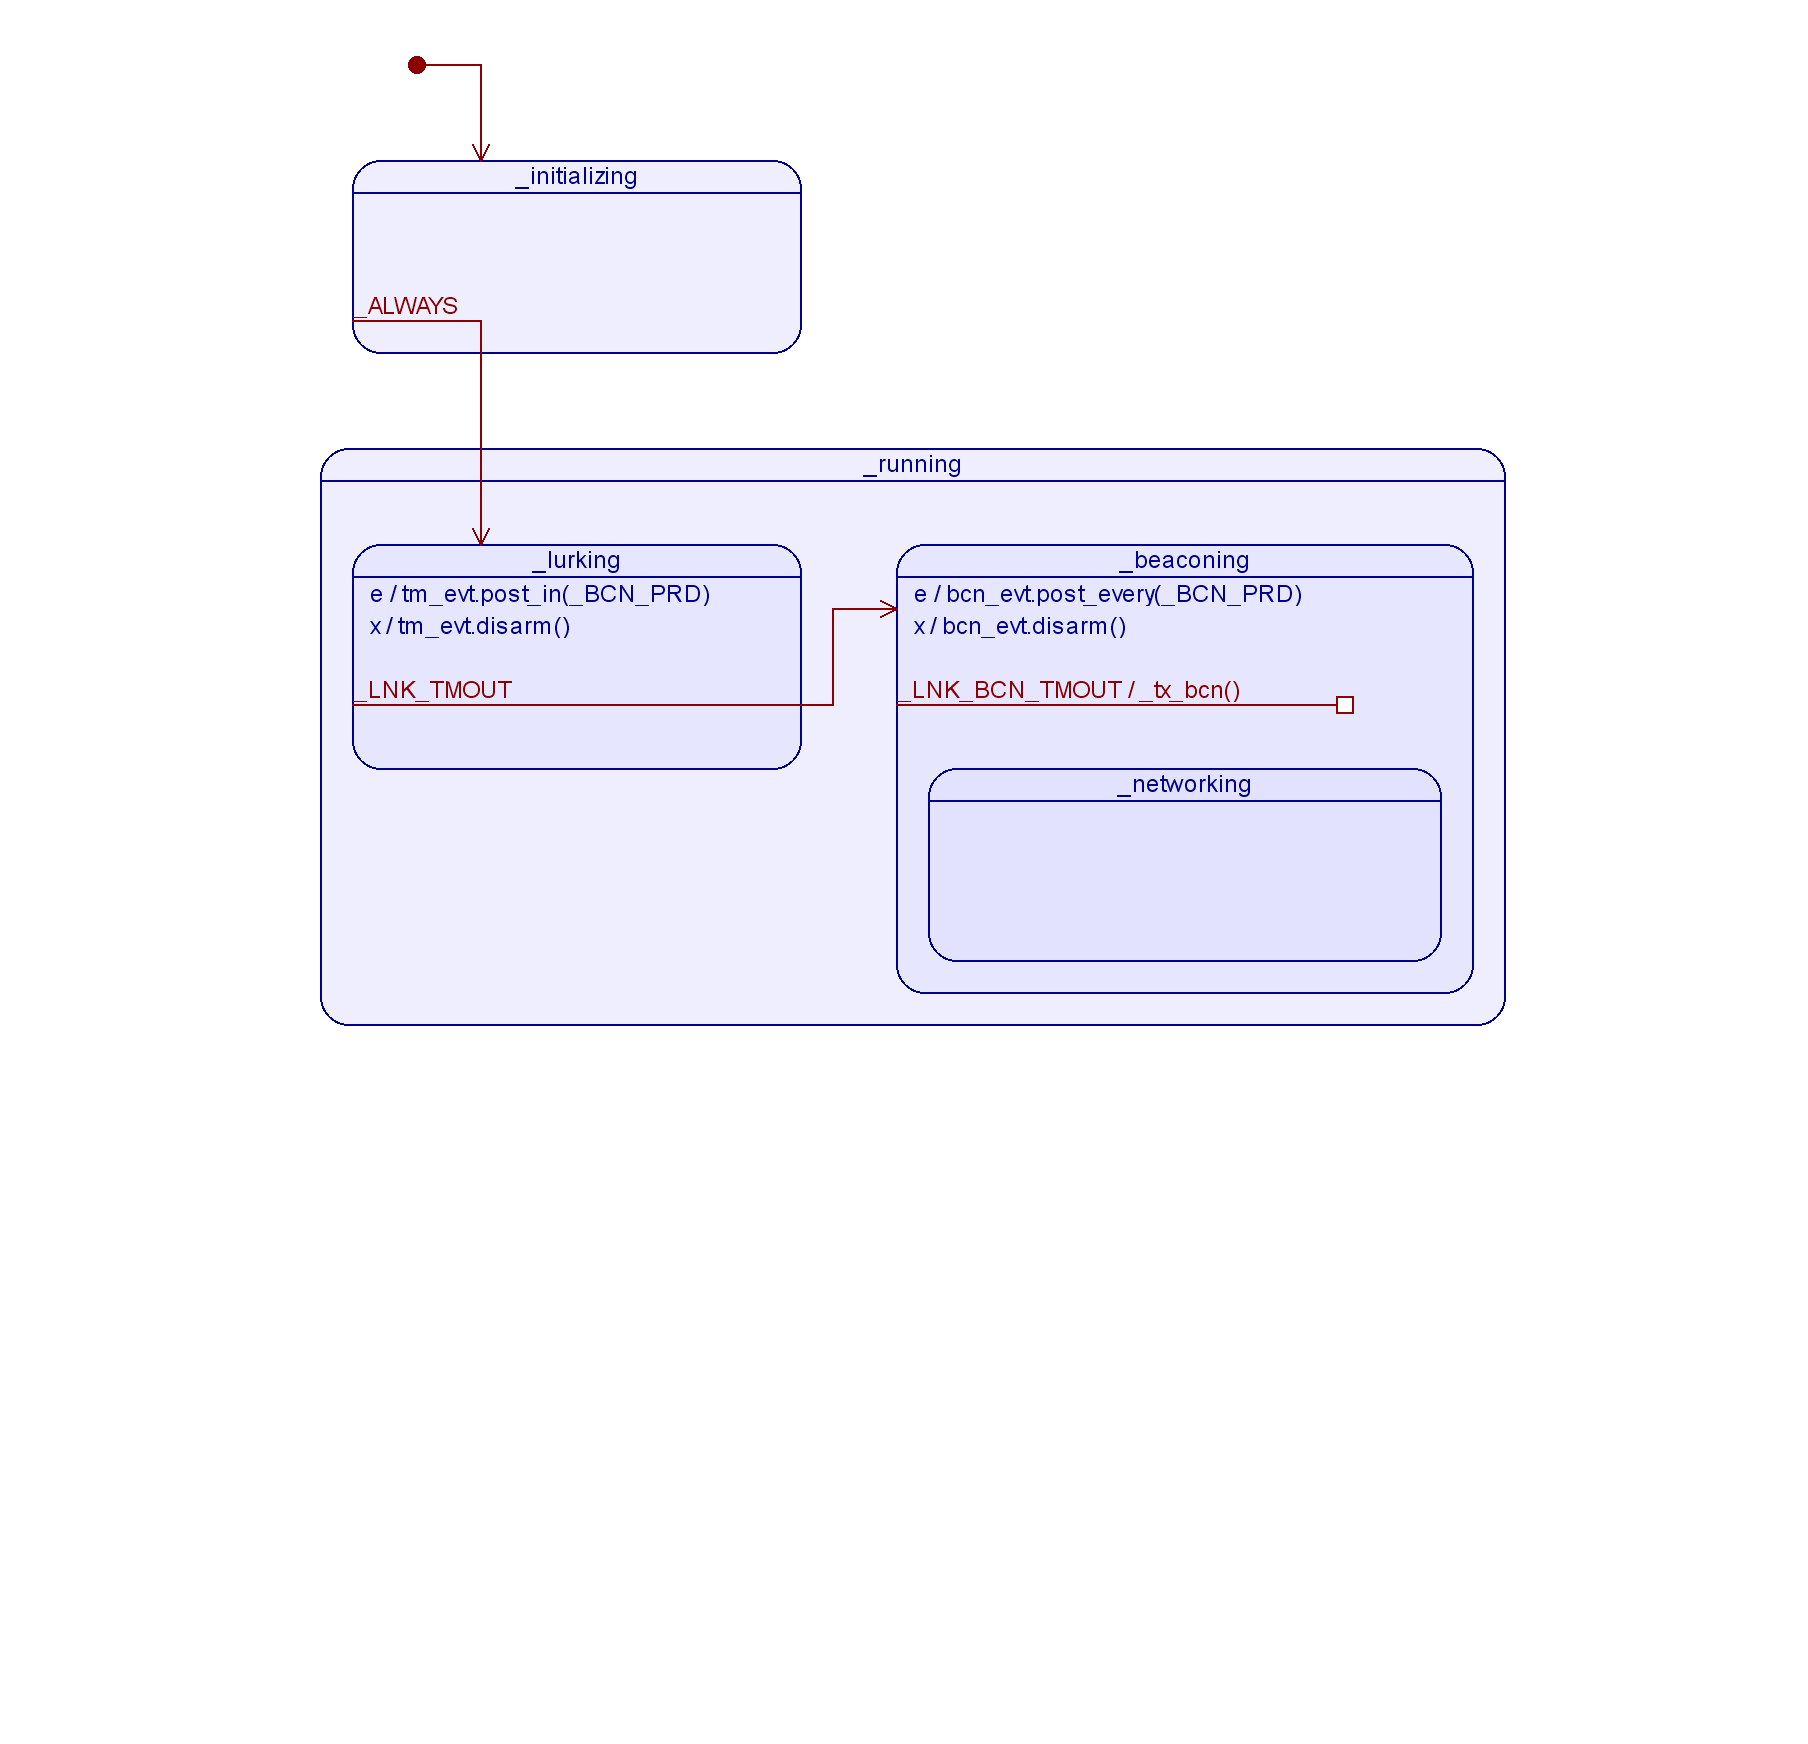 _initializing
_ALWAYS
_running
_lurking
e / tm_evt.post_in(_BCN_PRD)
x / tm_evt.disarm()
_LNK_TMOUT
_beaconing
e / bcn_evt.post_every(_BCN_PRD)
x / bcn_evt.disarm()
_LNK_BCN_TMOUT / _tx_bcn()
_networking